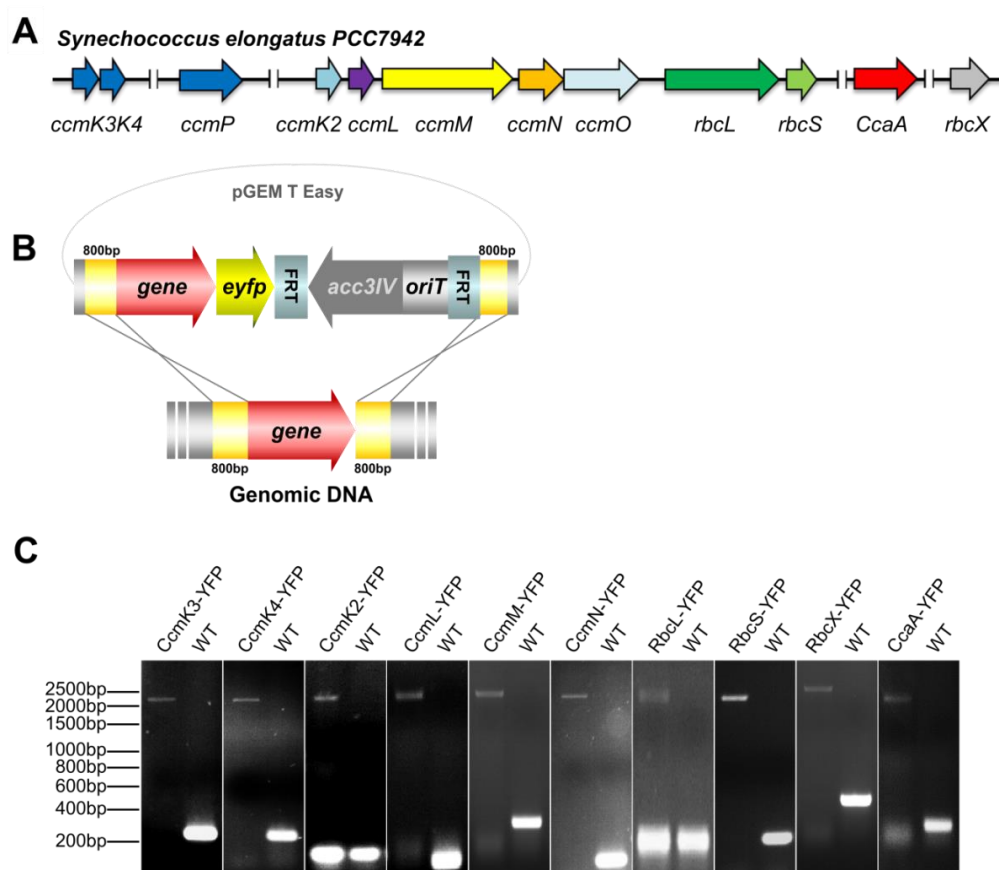 A
Synechococcus elongatus PCC7942
ccmK3K4 ccmP ccmK2 ccmL ccmM ccmN ccmO rbcL rbcS CcaA rbcX
pGEM T Easy
B
800bp 800bp
gene eyfp FRT acc3IV oriT FRT
gene
800bp 800bp
Genomic DNA
C
CcmK3-YFP WT CcmK4-YFP WT CcmK2-YFP WT CcmL-YFP WT CcmM-YFP WT CcmN-YFP WT RbcL-YFP WT RbcS-YFP WT RbcX-YFP WT CcaA-YFP WT
2500bp
2000bp
1500bp
1000bp
800bp
600bp
400bp
200bp